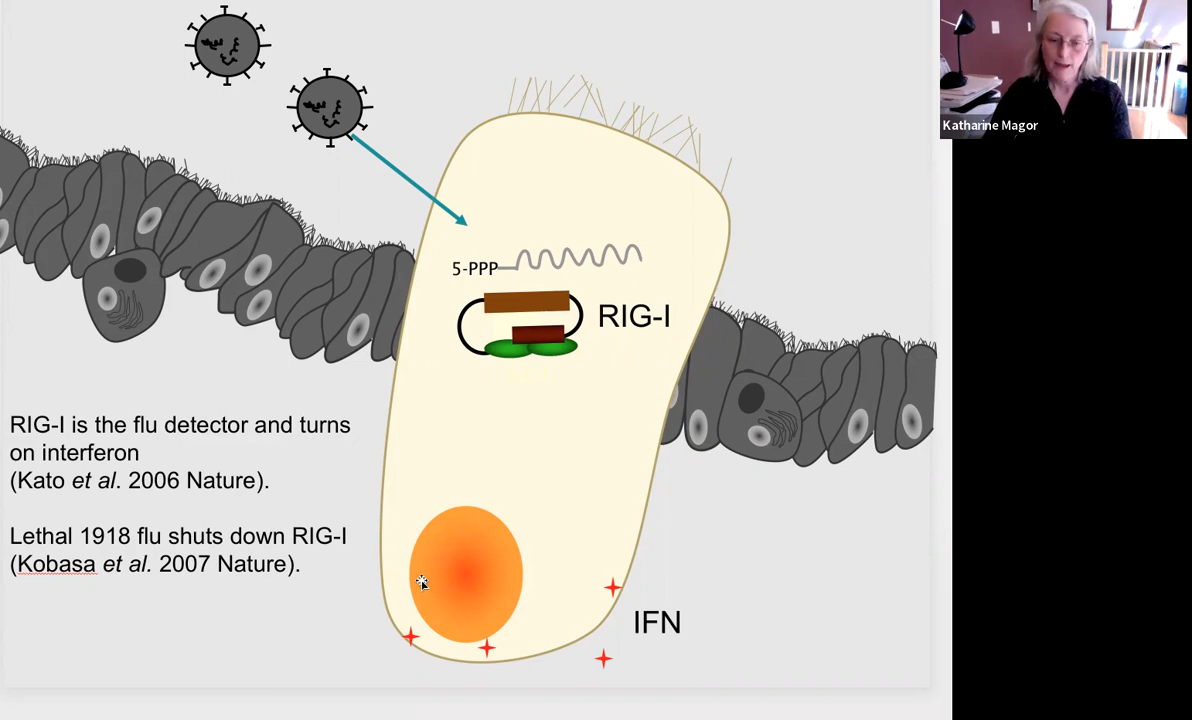 Katharine Magor
5-PPP
RIG-I
RIG-I is the flu detector and turns
on interferon
(Kato et al. 2006 Nature).
Lethal 1918 flu shuts down RIG-I
(Kobasa et al. 2007 Nature).
IFN